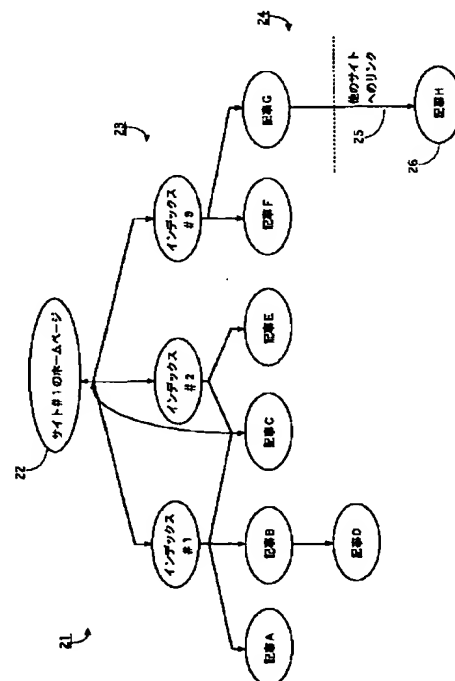 22
サイト#1のホームページ
21
23
24
インデックス
#1
インデックス
#2
インデックス
#3
記事A
記事B
記事C
記事E
記事F
記事G
記事D
他のサイト
へのリンク
25
記事H
26